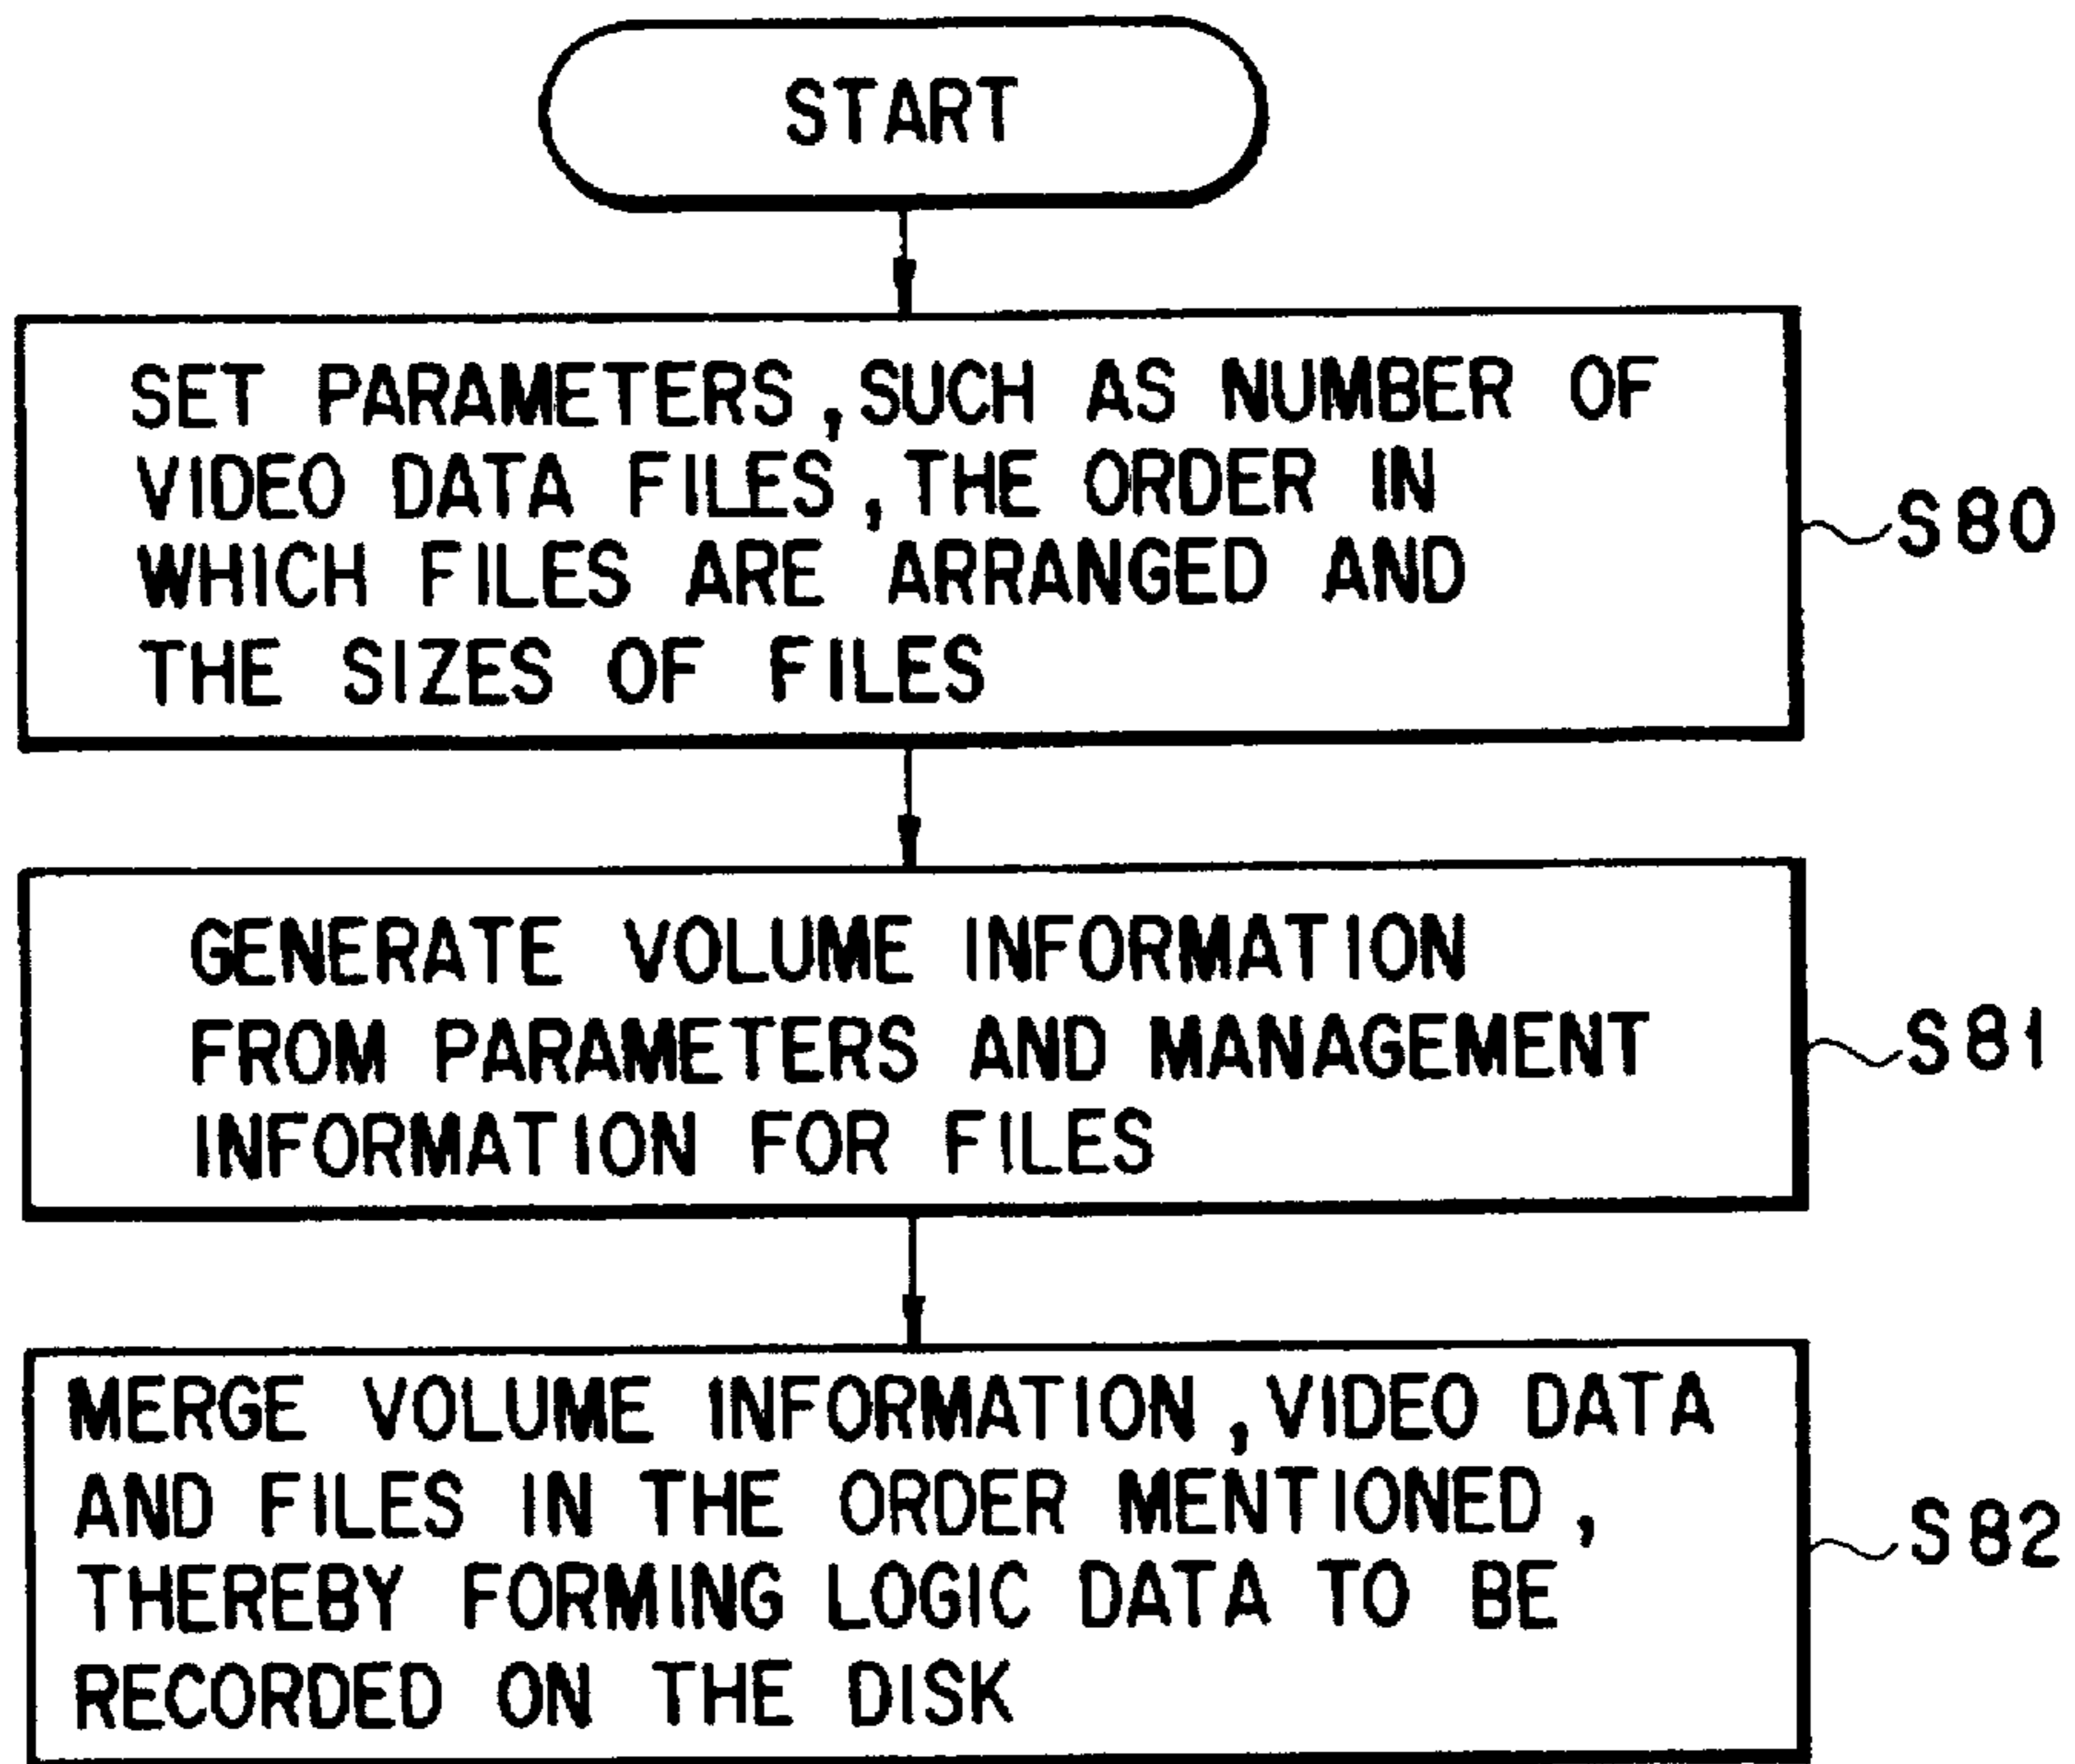 START
SET PARAMETERS, SUCH AS NUMBER OF
VIDEO DATA FILES, THE ORDER IN
WHICH FILES ARE ARRANGED AND
THE SIZES OF FILES
S80
GENERATE VOLUME INFORMATION
FROM PARAMETERS AND MANAGEMENT
INFORMATION FOR FILES
S81
MERGE VOLUME INFORMATION, VIDEO DATA
AND FILES IN THE ORDER MENTIONED,
THEREBY FORMING LOGIC DATA TO BE
RECORDED ON THE DISK
S82